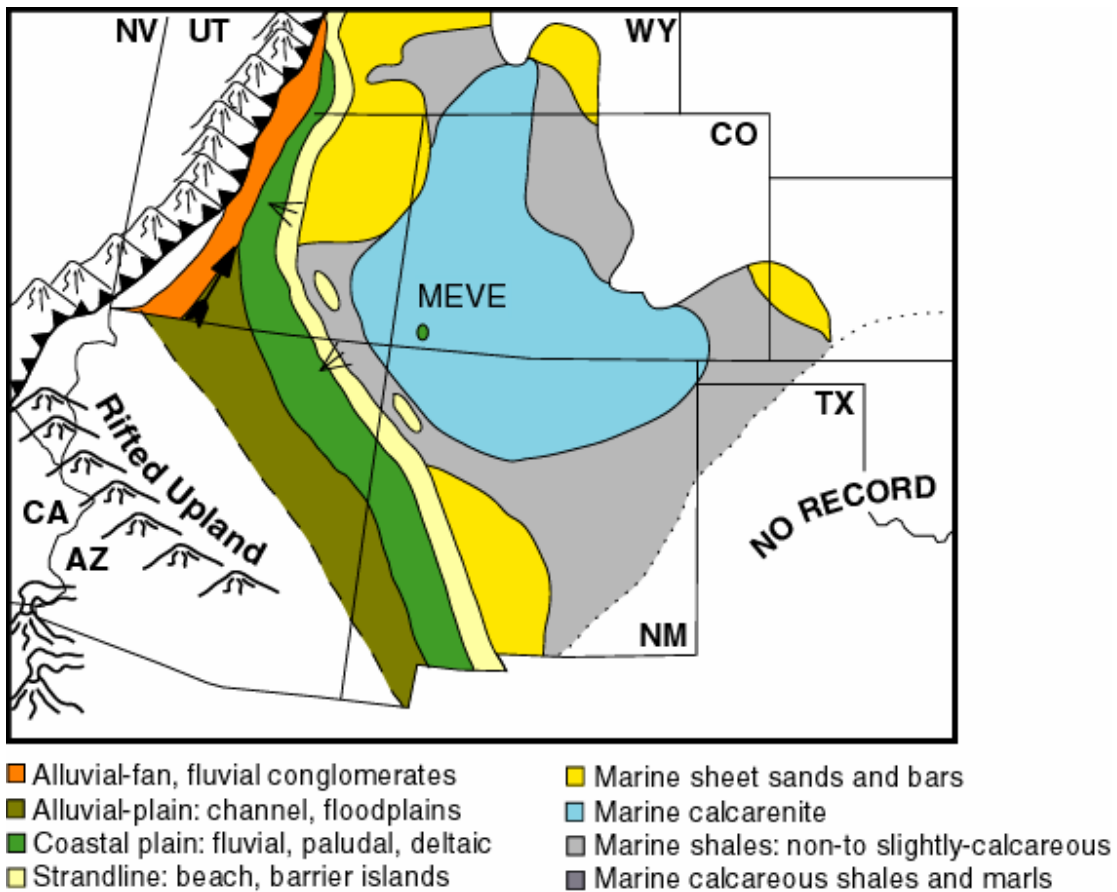 NV UT WY
CO
MEVE
TX
Rifted Upland
NO RECORD
CA
AZ
NM
Alluvial-fan, fluvial conglomerates
Alluvial-plain: channel, floodplains
Coastal plain: fluvial, paludal, deltaic
Strandline: beach, barrier islands
Marine sheet sands and bars
Marine calcarenite
Marine shales: non-to slightly-calcareous
Marine calcareous shales and marls